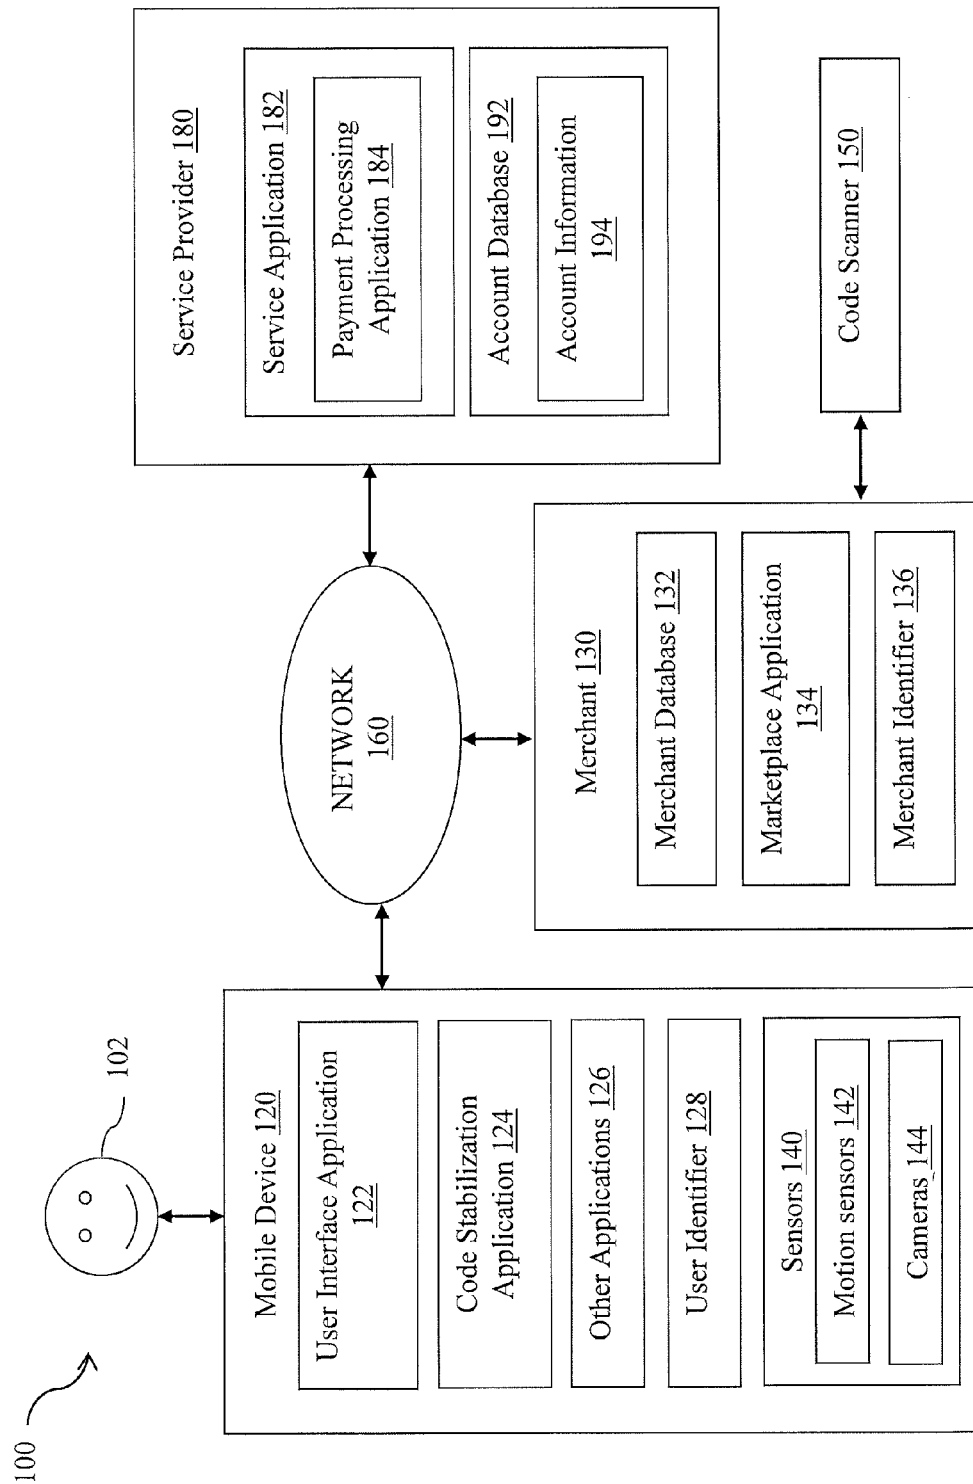 100
102
Mobile Device 120
User Interface Application
122
Code Stabilization
Application 124
Other Applications 126
User Identifier 128
Sensors 140
Motion sensors 142
Cameras 144
NETWORK
160
Merchant 130
Merchant Database 132
Marketplace Application
134
Merchant Identifier 136
Service Provider 180
Service Application 182
Payment Processing
Application 184
Account Database 192
Account Information
194
Code Scanner 150